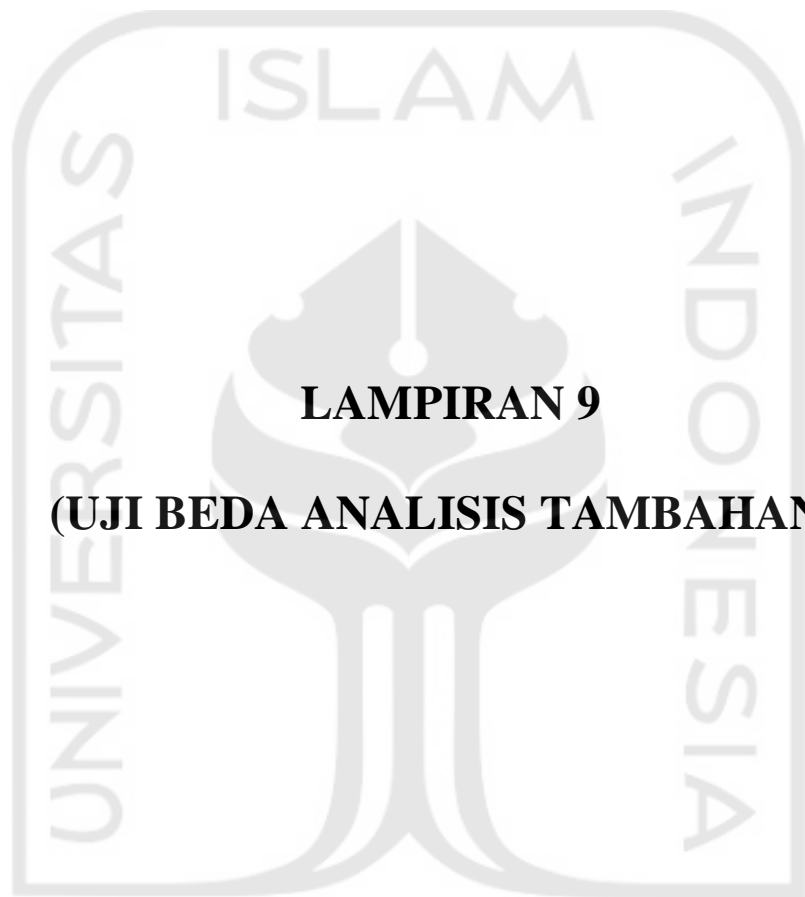 ISLAM
UNIVERSITAS
INDONESIA
LAMPIRAN 9
(UJI BEDA ANALISIS TAMBAHAN